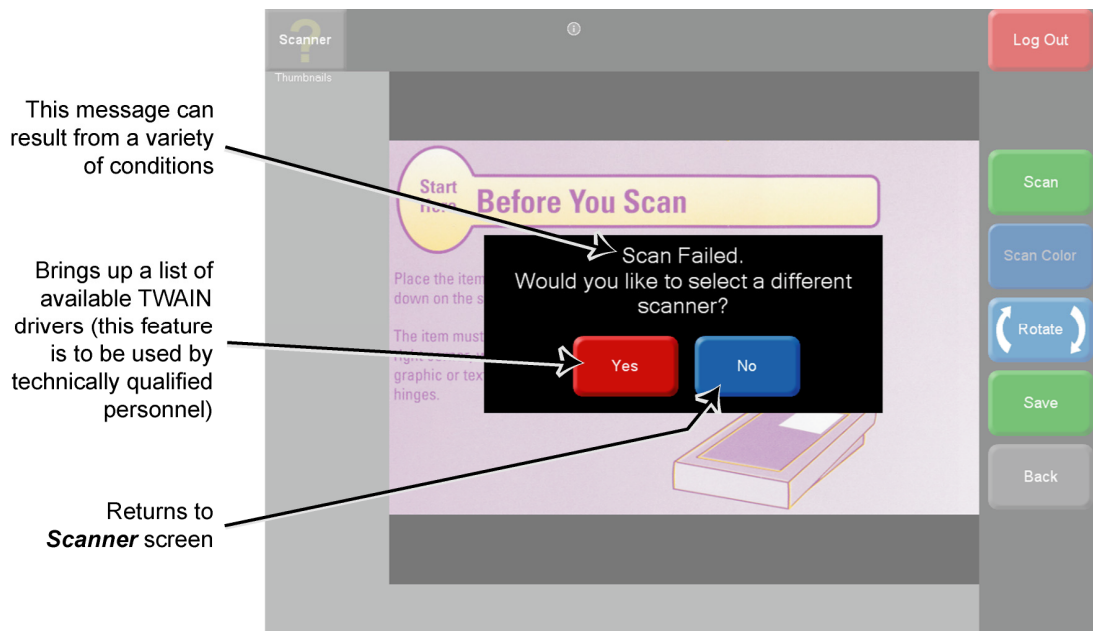 Scanner
Log Out
Thumbnails
This message can
result from a variety
of conditions
Scan
Start
Here
Before You Scan
Scan Failed.
Would you like to select a different
scanner?
Scan Color
Place the item
down on the s
Brings up a list of
available TWAIN
drivers (this feature
is to be used by
technically qualified
personnel)
Rotate
The item must
graphic or tex
hinges.
Yes
No
Save
Back
Returns to
Scanner screen